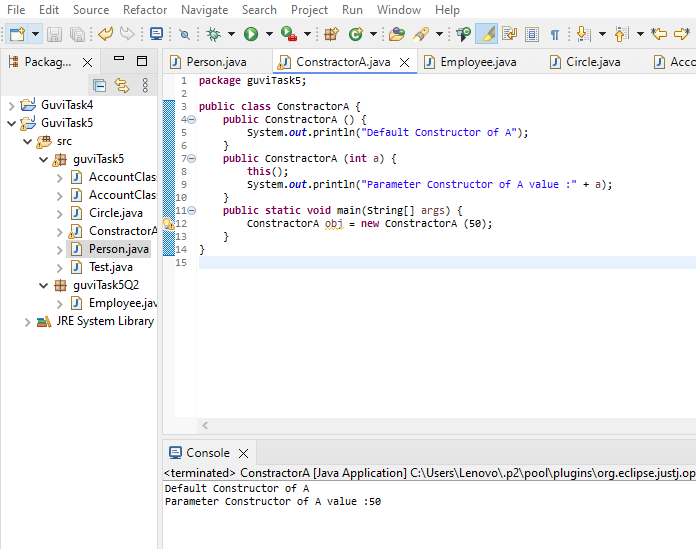 File Edit Source Refactor Navigate Search Project Run Window Help
Packag...
GuviTask4
GuviTask5
src
guviTask5
AccountClas
AccountClas
Circle.java
ConstractorA
Person.java
Test.java
guviTask5Q2
Employee.jav
JRE System Library
Person.java ConstractorA.java Employee.java Circle.java Acco
1 package guviTask5;
2
3 public class ConstractorA {
4 public ConstractorA () {
5 System.out.println("Default Constructor of A");
6 }
7 public ConstractorA (int a) {
8 this();
9 System.out.println("Parameter Constructor of A value :" + a);
10 }
11 public static void main(String[] args) {
12 ConstractorA obj = new ConstractorA (50);
13 }
14 }
15
Console
<terminated> ConstractorA [Java Application] C:\Users\Lenovo\.p2\pool\plugins\org.eclipse.justj.op
Default Constructor of A
Parameter Constructor of A value :50